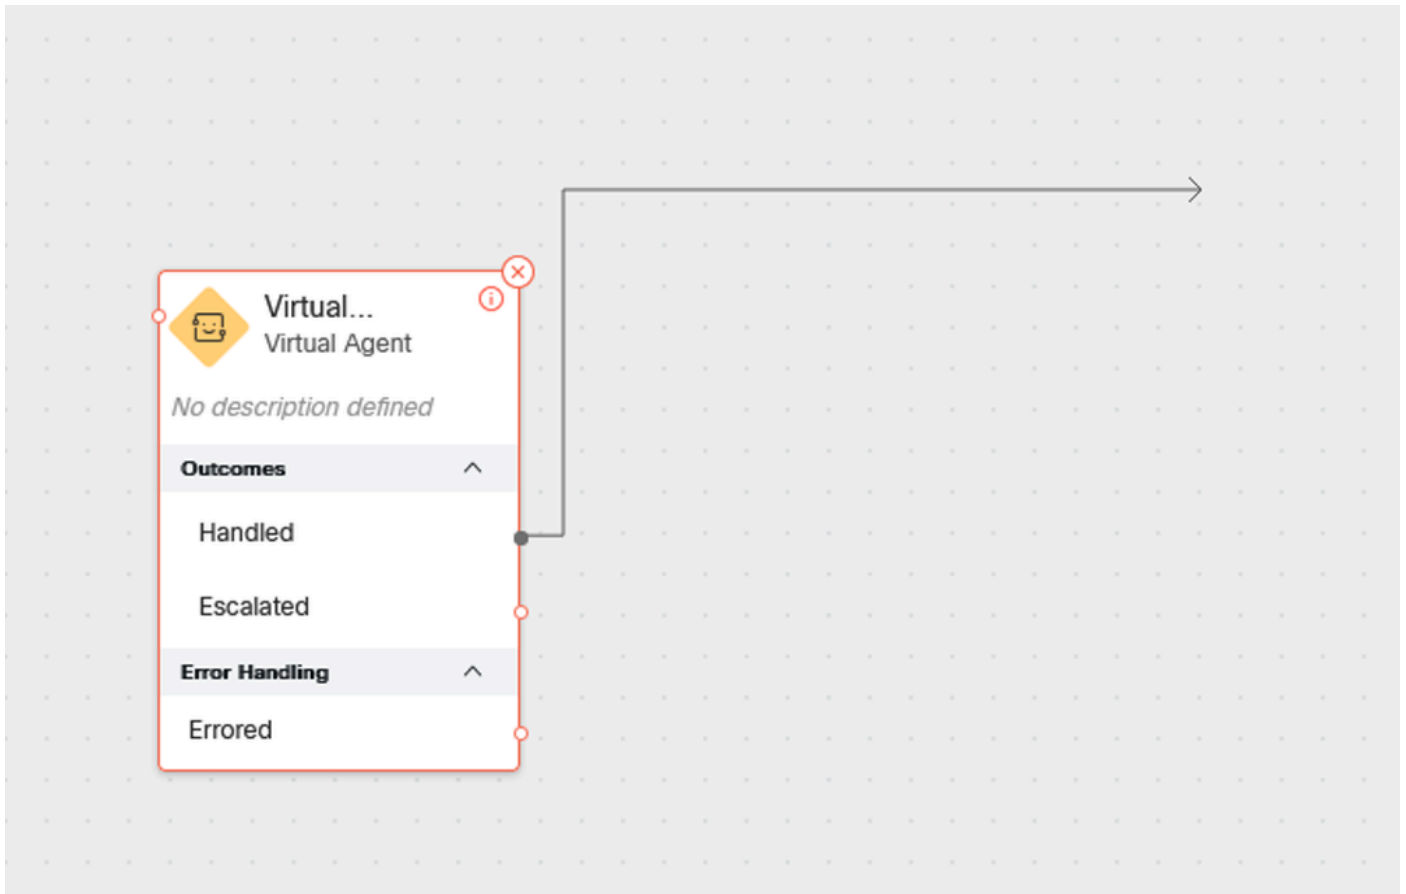 Virtual...
Virtual Agent
No description defined
Outcomes
Handled
Escalated
Error Handling
Errored